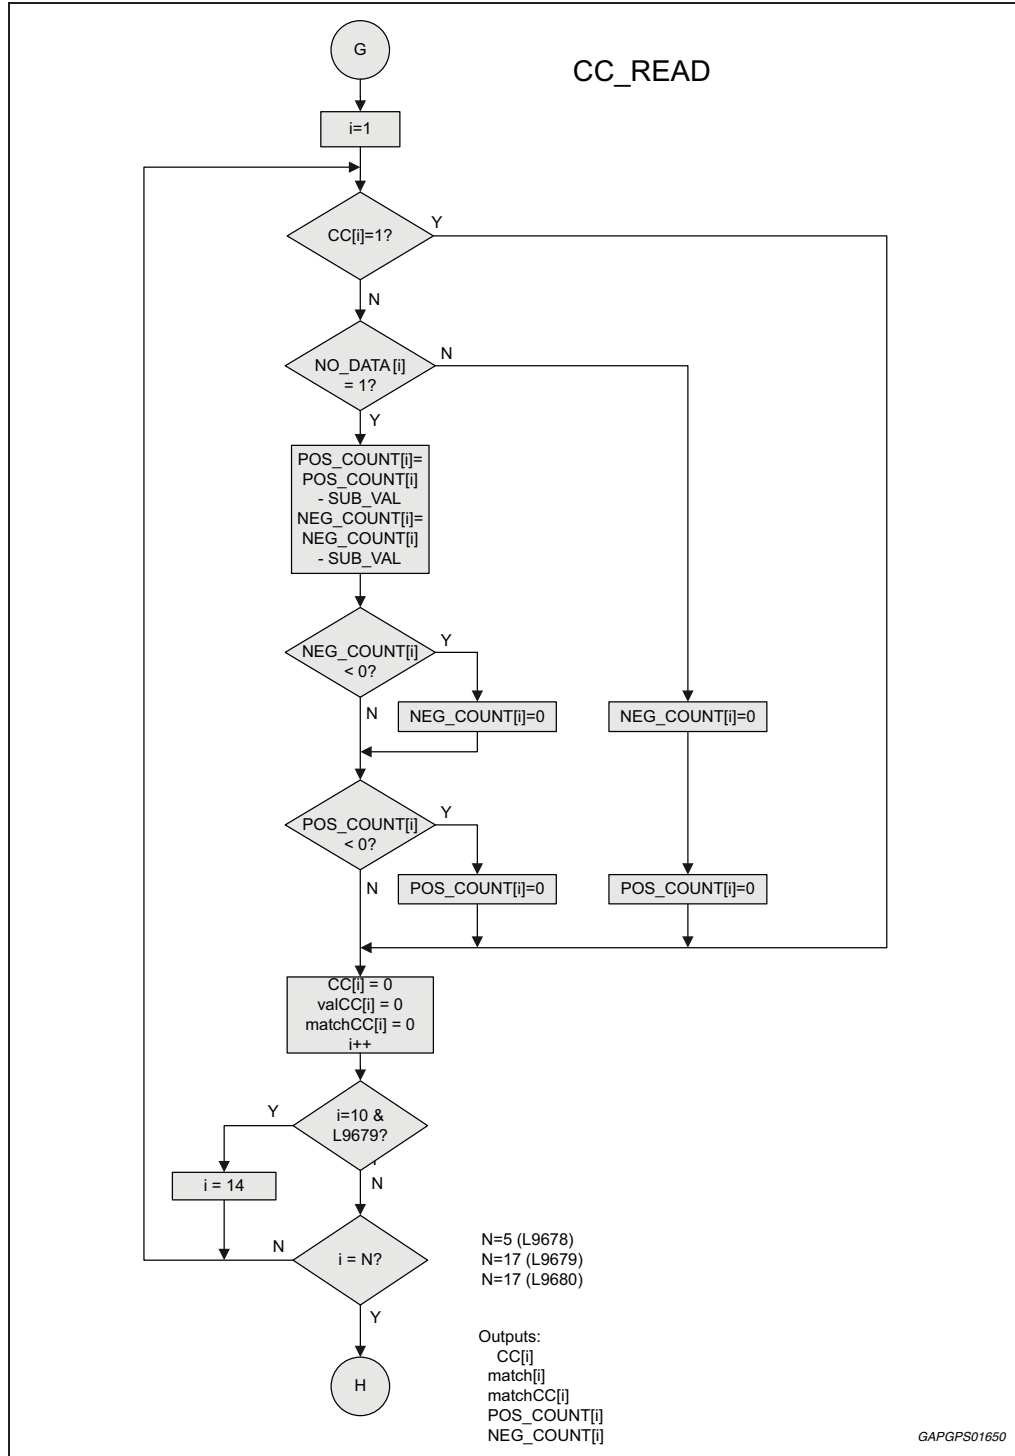 G
CC_READ
i=1
CC[i]=1?
Y
N
NO_DATA[i]
= 1?
N
Y
POS_COUNT[i]=
POS_COUNT[i]
- SUB_VAL
NEG_COUNT[i]=
NEG_COUNT[i]
- SUB_VAL
NEG_COUNT[i]
< 0?
Y
N
NEG_COUNT[i]=0
NEG_COUNT[i]=0
POS_COUNT[i]
< 0?
Y
N
POS_COUNT[i]=0
POS_COUNT[i]=0
CC[i] = 0
valCC[i] = 0
matchCC[i] = 0
i++
i=10 &
L9679?
Y
N
i = 14
i = N?
N
Y
N=5 (L9678)
N=17 (L9679)
N=17 (L9680)
H
Outputs:
CC[i]
match[i]
matchCC[i]
POS_COUNT[i]
NEG_COUNT[i]
GAPGPS01650